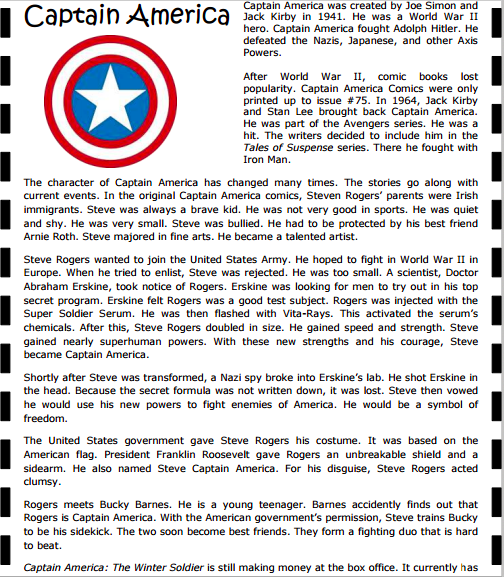 Captain America
Captain America was created by Joe Simon and
Jack Kirby in 1941. He was a World War II
hero. Captain America fought Adolph Hitler. He
defeated the Nazis, Japanese, and other Axis
Powers.
After World War II, comic books lost
popularity. Captain America Comics were only
printed up to issue #75. In 1964, Jack Kirby
and Stan Lee brought back Captain America.
He was part of the Avengers series. He was a
hit. The writers decided to include him in the
Tales of Suspense series. There he fought with
Iron Man.
The character of Captain America has changed many times. The stories go along with
current events. In the original Captain America comics, Steven Rogers’ parents were Irish
immigrants. Steve was always a brave kid. He was not very good in sports. He was quiet
and shy. He was very small. Steve was bullied. He had to be protected by his best friend
Arnie Roth. Steve majored in fine arts. He became a talented artist.
Steve Rogers wanted to join the United States Army. He hoped to fight in World War II in
Europe. When he tried to enlist, Steve was rejected. He was too small. A scientist, Doctor
Abraham Erskine, took notice of Rogers. Erskine was looking for men to try out in his top
secret program. Erskine felt Rogers was a good test subject. Rogers was injected with the
Super Soldier Serum. He was then flashed with Vita-Rays. This activated the serum’s
chemicals. After this, Steve Rogers doubled in size. He gained speed and strength. Steve
gained nearly superhuman powers. With these new strengths and his courage, Steve
became Captain America.
Shortly after Steve was transformed, a Nazi spy broke into Erskine’s lab. He shot Erskine in
the head. Because the secret formula was not written down, it was lost. Steve then vowed
he would use his new powers to fight enemies of America. He would be a symbol of
freedom.
The United States government gave Steve Rogers his costume. It was based on the
American flag. President Franklin Roosevelt gave Rogers an unbreakable shield and a
sidearm. He also named Steve Captain America. For his disguise, Steve Rogers acted
clumsy.
Rogers meets Bucky Barnes. He is a young teenager. Barnes accidently finds out that
Rogers is Captain America. With the American government’s permission, Steve trains Bucky
to be his sidekick. The two soon become best friends. They form a fighting duo that is hard
to beat.
Captain America: The Winter Soldier is still making money at the box office. It currently has